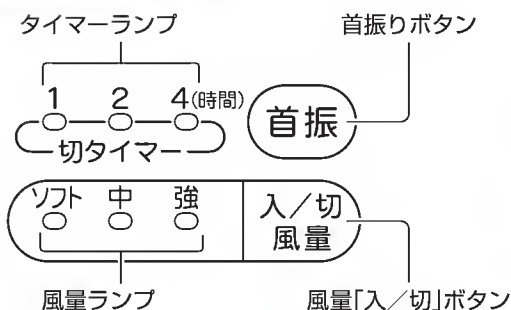 タイマーランプ
首振りボタン
1 2 4(時間)
切タイマー
首振
ソフト 中 強
入／切
風量
風量ランプ
風量「入／切」ボタン